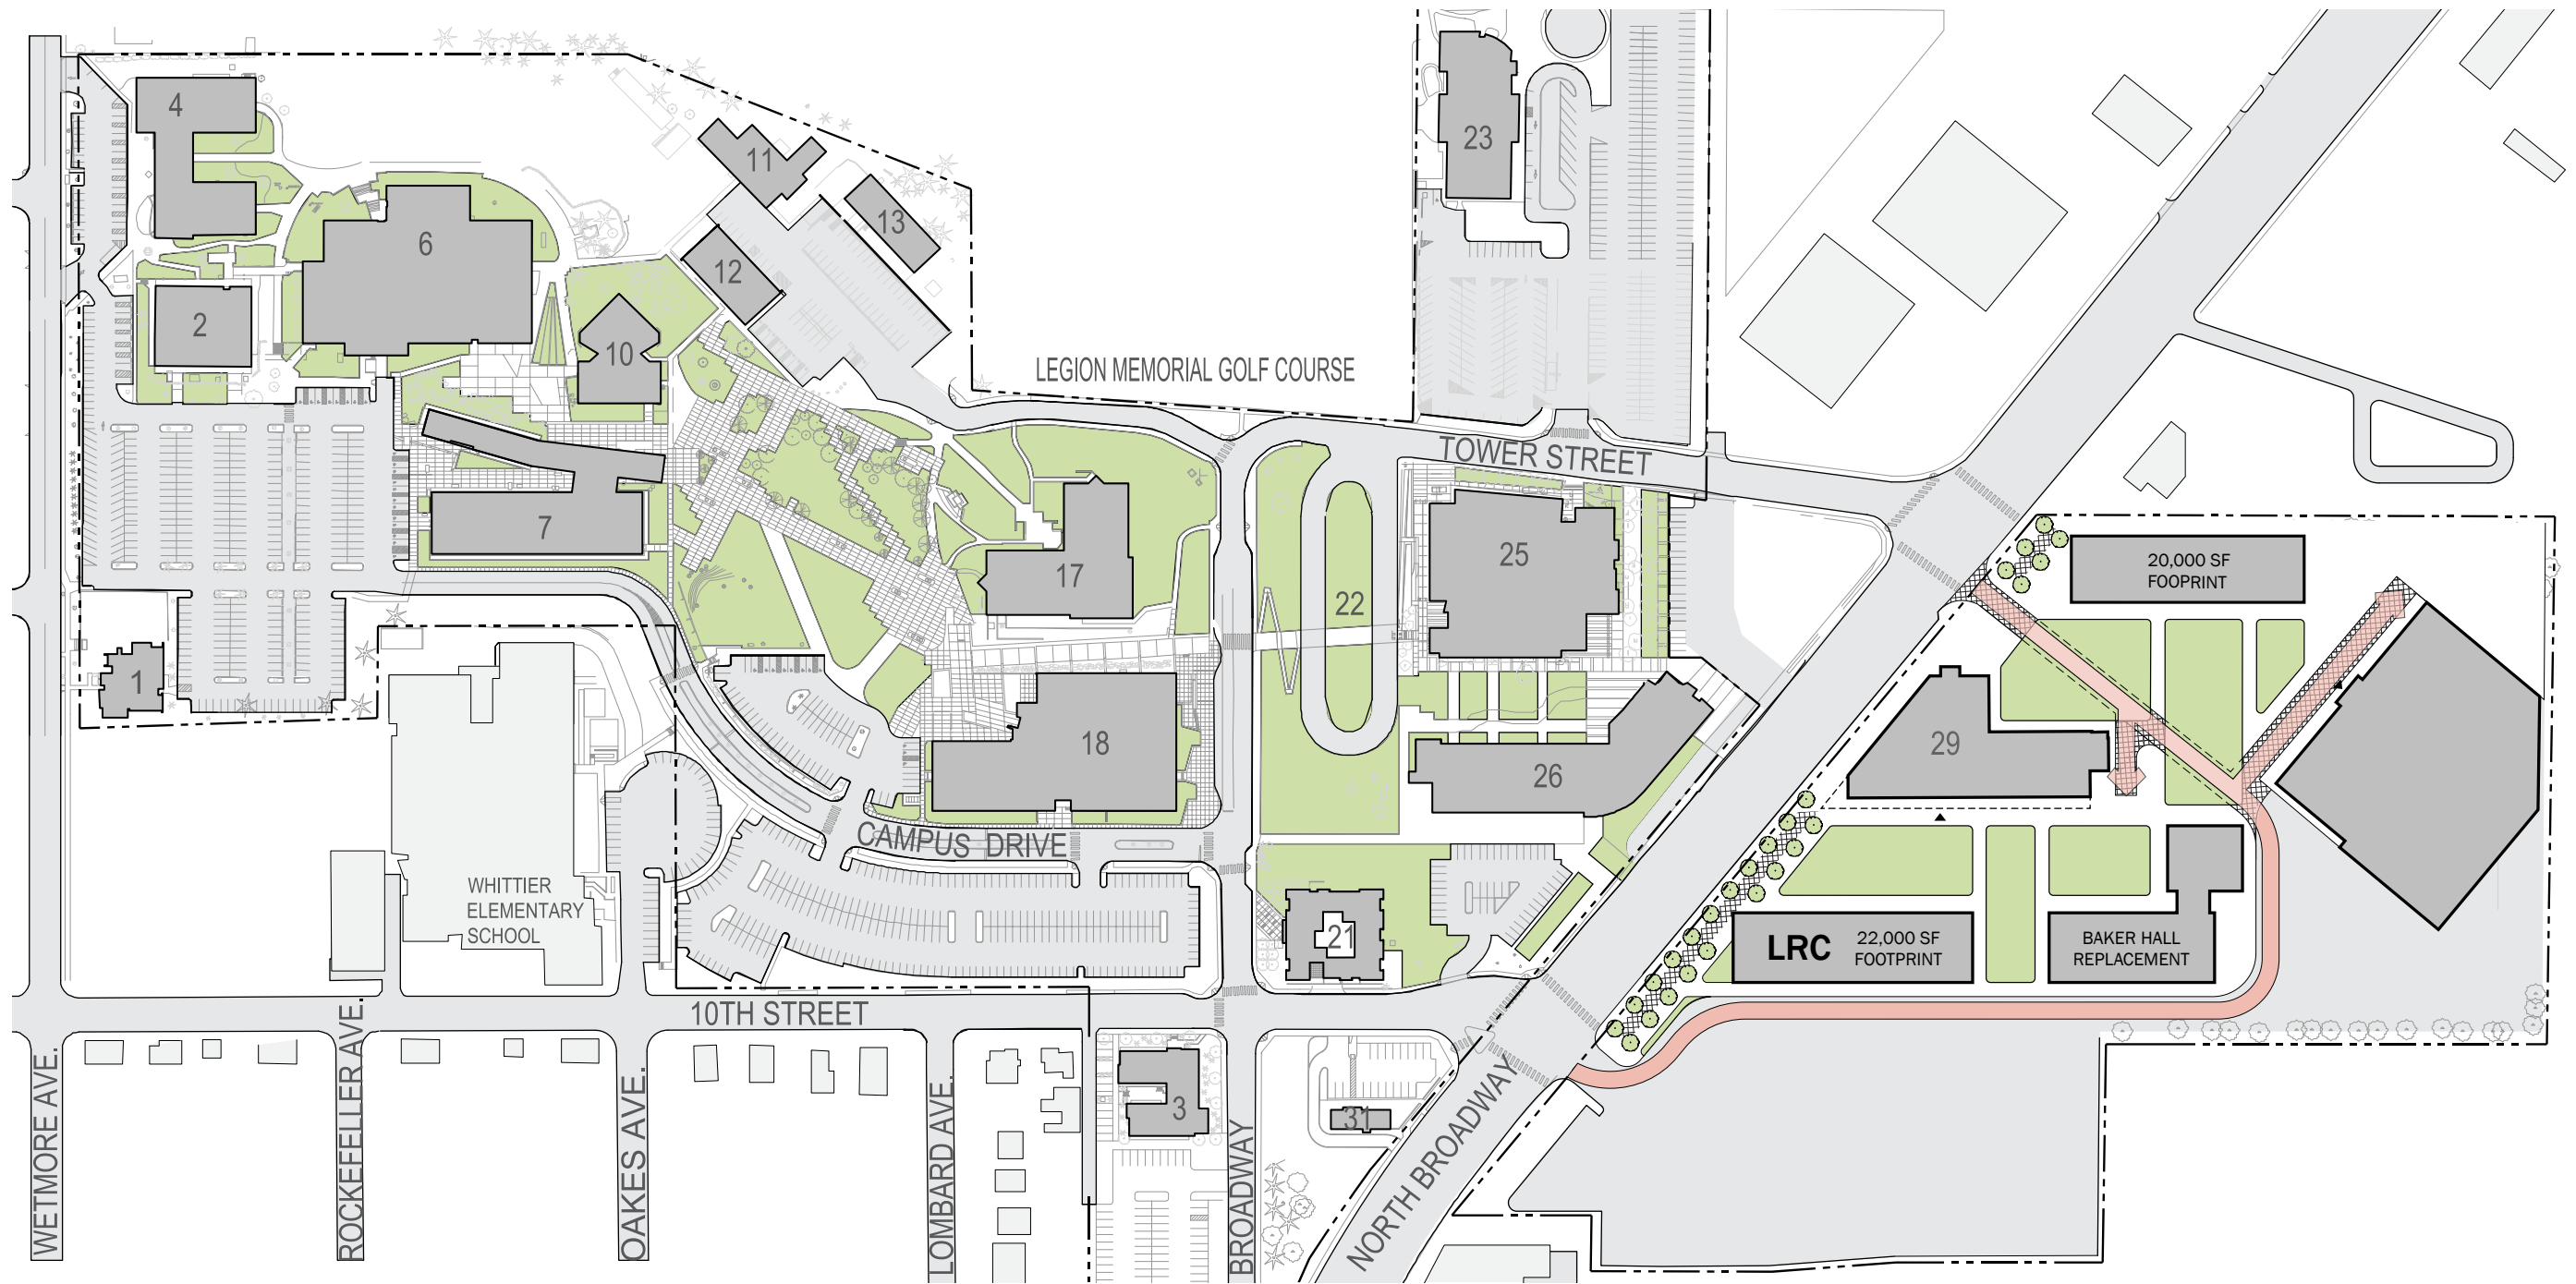 4
11
23
13
6
12
2
10
LEGION MEMORIAL GOLF COURSE
TOWER STREET
7
25
17
20,000 SF
FOOPRINT
22
1
18
26
29
CAMPUS DRIVE
WHITTIER
ELEMENTARY
SCHOOL
21
LRC
22,000 SF
FOOTPRINT
BAKER HALL
REPLACEMENT
10TH STREET
3
31
WETMORE AVE.
ROCKEFELLER AVE.
OAKES AVE.
LOMBARD AVE.
BROADWAY
NORTH BROADWAY